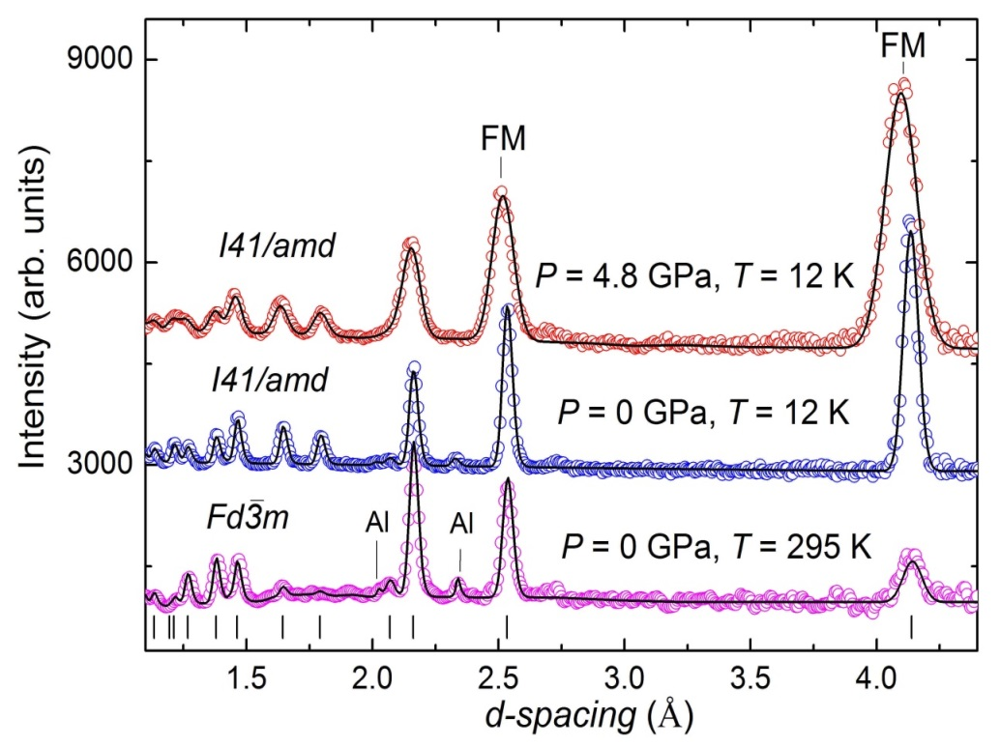 FM
9000
FM
I41/amd
6000
P = 4.8 GPa, T = 12 K
Intensity (arb. units)
I41/amd
P = 0 GPa, T = 12 K
3000
Fd3̅m
Al
Al
P = 0 GPa, T = 295 K
1.5 2.0 2.5 3.0 3.5 4.0
d-spacing (Å)